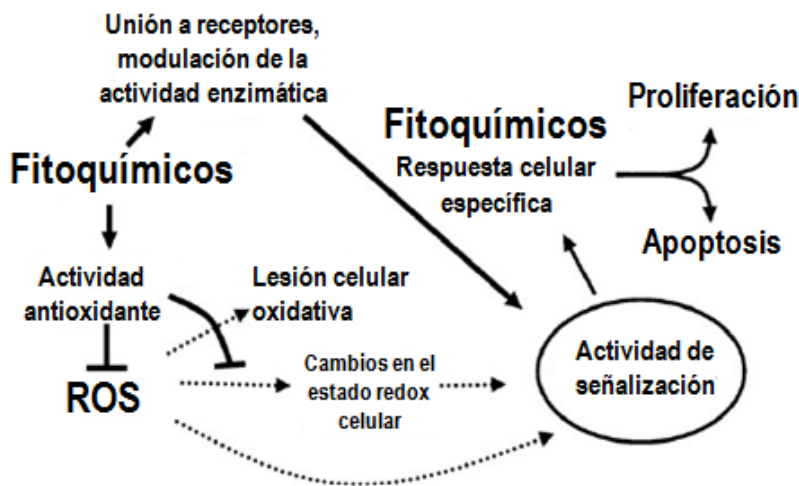 Unión a receptores,
modulación de la
actividad enzimática
Fitoquímicos
Actividad
antioxidante
ROS
Lesión celular
oxidativa
Cambios en el
estado redox
celular
Fitoquímicos
Respuesta celular
específica
Proliferación
Apoptosis
Actividad de
señalización